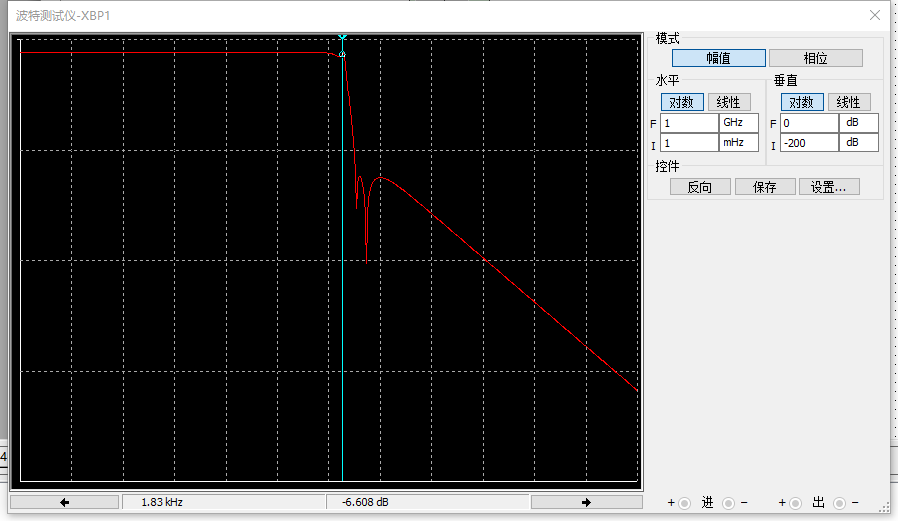 波特测试仪-XBP1
模式
幅值 相位
水平 垂直
对数 线性 对数 线性
F 1 GHz F 0 dB
I 1 mHz I -200 dB
控件
反向 保存 设置...
4
1.83 kHz -6.608 dB
+ 进 - + 出 -